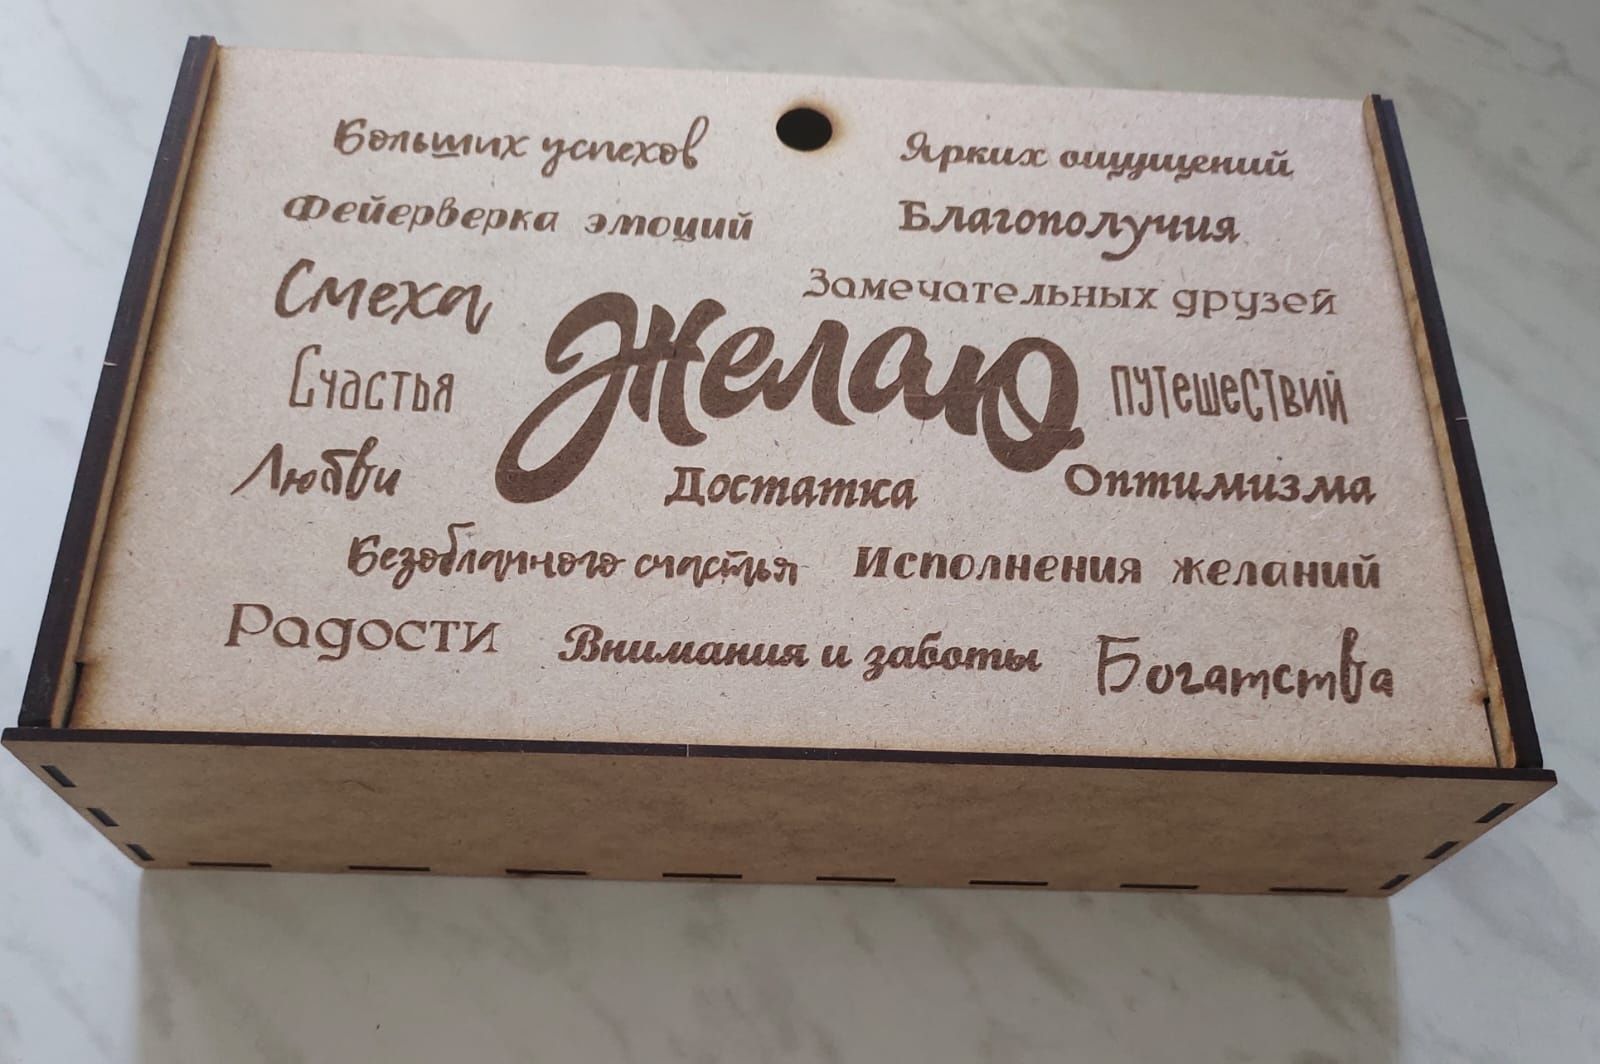 Больших успехов
Ярких ощущений
Фейерверка эмоций
Благополучия
Смеха
Замечательных друзей
Желаю
Счастья
Путешествий
Любви
Достатка
Оптимизма
Безоблачного счастья
Исполнения желаний
Радости
Внимания и заботы
Богатства